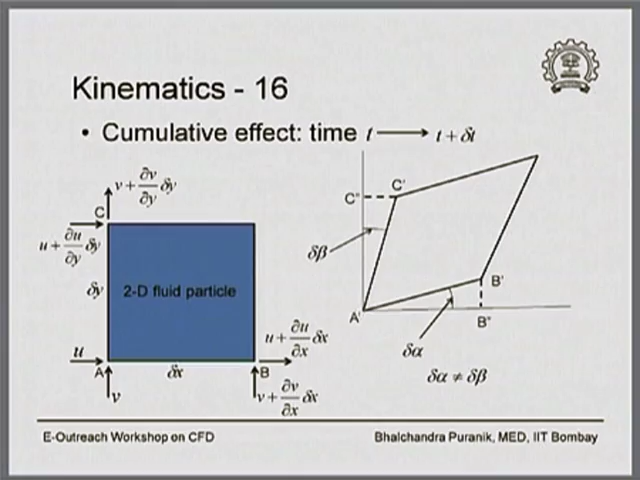 Kinematics - 16
• Cumulative effect: time t ⟶ t + δt
v + ∂v/∂y δy
C
u + ∂u/∂y δy
δy
2-D fluid particle
u
A
v
δx
B
u + ∂u/∂x δx
v + ∂v/∂x δx
C"
C'
δβ
A'
B'
B"
δα
δα ≠ δβ
E-Outreach Workshop on CFD
Bhalchandra Puranik, MED, IIT Bombay